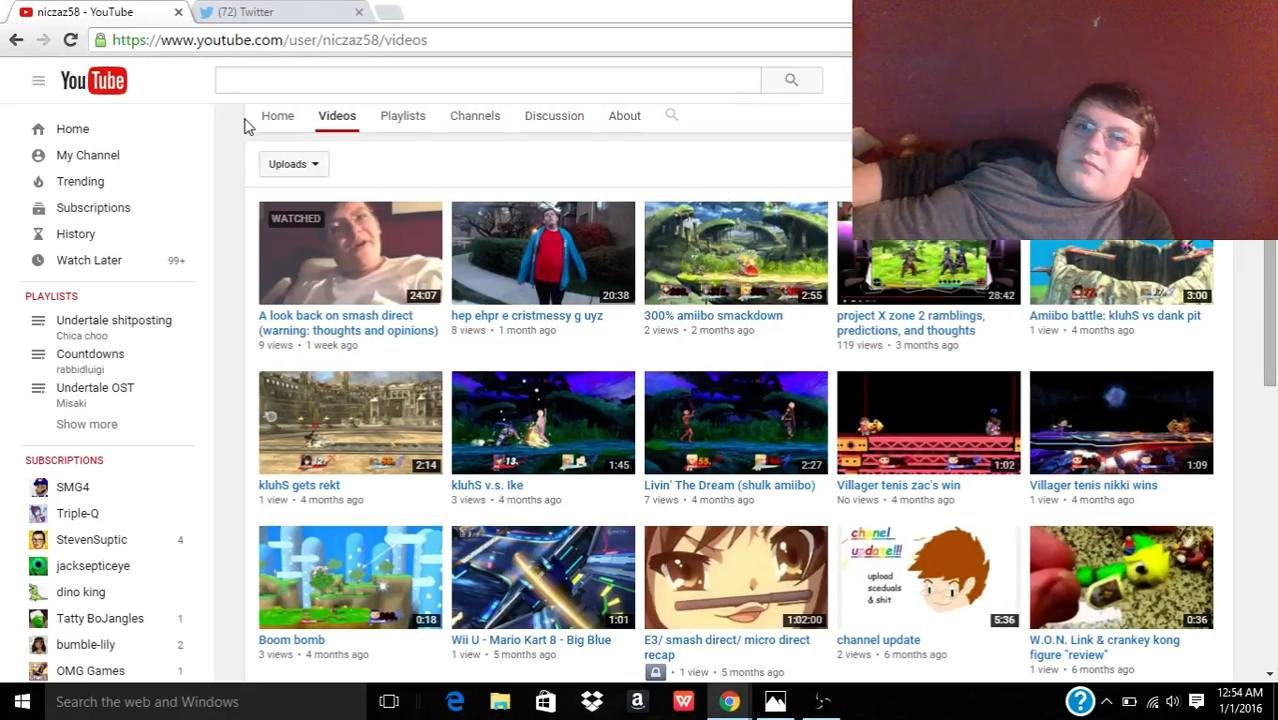 niczaz58 - YouTube
(72) Twitter
https://www.youtube.com/user/niczaz58/videos
YouTube
Home
Videos
Playlists
Channels
Discussion
About
Uploads
Home
My Channel
Trending
Subscriptions
History
Watch Later 99+
PLAYLISTS
Undertale shitposting
Chica choo
Countdowns
rabbidluigi
Undertale OST
Misaki
Show more
SUBSCRIPTIONS
SMG4
Triple-Q
StevenSuptic 4
jacksepticeye
dino king
Tatty BoJangles 1
bumble-lily 2
OMG Games 1
WATCHED
24:07
A look back on smash direct
(warning: thoughts and opinions)
9 views • 1 week ago
20:38
hep ehpr e cristmessy g uyz
8 views • 1 month ago
2:55
300% amiibo smackdown
2 views • 2 months ago
28:42
project X zone 2 ramblings,
predictions, and thoughts
119 views • 3 months ago
3:00
Amiibo battle: kluhS vs dank pit
1 view • 4 months ago
2:14
kluhS gets rekt
1 view • 4 months ago
1:45
kluhS v.s. Ike
3 views • 4 months ago
2:27
Livin' The Dream (shulk amiibo)
7 views • 4 months ago
1:02
Villager tenis zac's win
No views • 4 months ago
1:09
Villager tenis nikki wins
1 view • 4 months ago
0:18
Boom bomb
3 views • 4 months ago
1:01
Wii U - Mario Kart 8 - Big Blue
1 view • 5 months ago
1:02:00
E3/ smash direct/ micro direct
recap
1 view • 5 months ago
chanel
update!!!
upload
sceduals
& shit
5:36
channel update
2 views • 6 months ago
0:36
W.O.N. Link & crankey kong
figure "review"
1 view • 6 months ago
Search the web and Windows
12:54 AM
1/1/2016